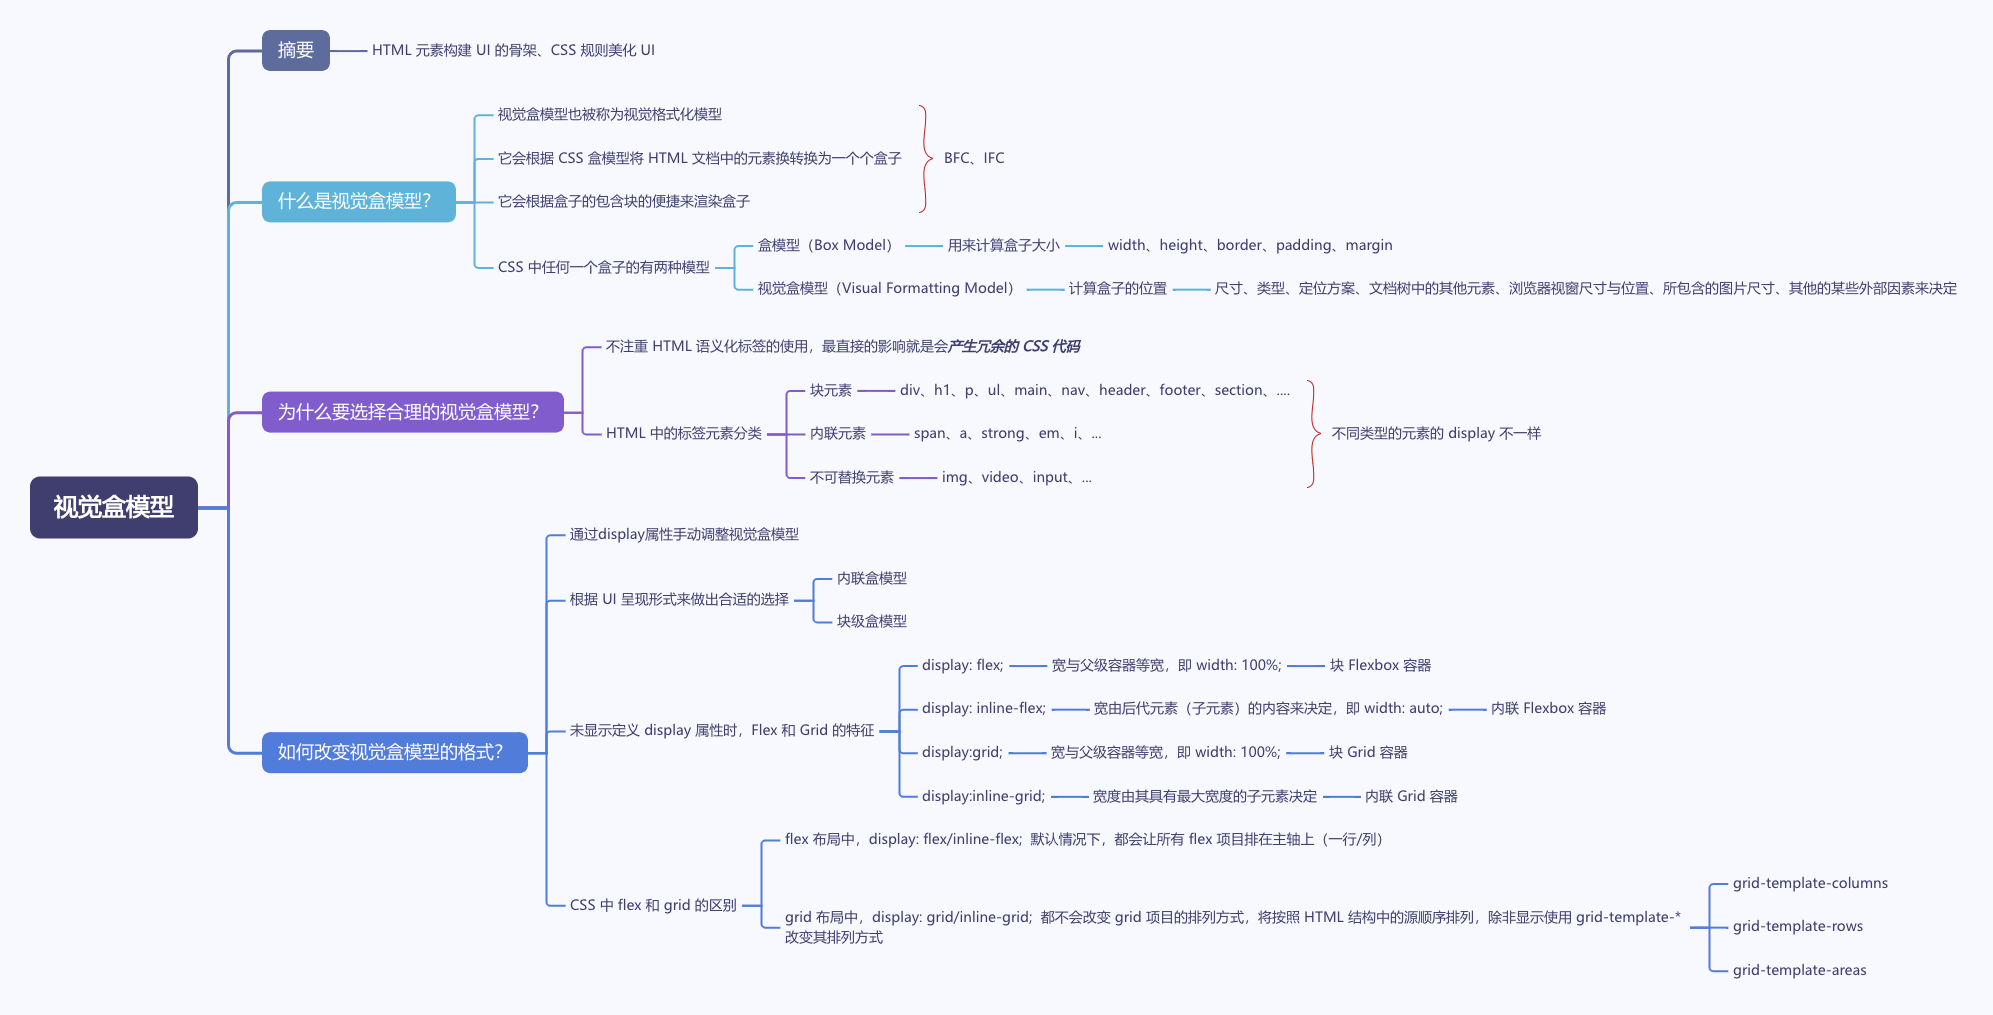 摘要
HTML 元素构建 UI 的骨架、CSS 规则美化 UI
什么是视觉盒模型？
视觉盒模型也被称为视觉格式化模型
它会根据 CSS 盒模型将 HTML 文档中的元素换转换为一个个盒子
它会根据盒子的包含块的便捷来渲染盒子
BFC、IFC
CSS 中任何一个盒子的有两种模型
盒模型（Box Model）
用来计算盒子大小
width、height、border、padding、margin
视觉盒模型（Visual Formatting Model）
计算盒子的位置
尺寸、类型、定位方案、文档树中的其他元素、浏览器视窗尺寸与位置、所包含的图片尺寸、其他的某些外部因素来决定
为什么要选择合理的视觉盒模型？
不注重 HTML 语义化标签的使用，最直接的影响就是会产生冗余的 CSS 代码
HTML 中的标签元素分类
块元素
div、h1、p、ul、main、nav、header、footer、section、....
内联元素
span、a、strong、em、i、...
不可替换元素
img、video、input、...
不同类型的元素的 display 不一样
视觉盒模型
如何改变视觉盒模型的格式？
通过display属性手动调整视觉盒模型
根据 UI 呈现形式来做出合适的选择
内联盒模型
块级盒模型
未显示定义 display 属性时，Flex 和 Grid 的特征
display: flex;
宽与父级容器等宽，即 width: 100%;
块 Flexbox 容器
display: inline-flex;
宽由后代元素（子元素）的内容来决定，即 width: auto;
内联 Flexbox 容器
display:grid;
宽与父级容器等宽，即 width: 100%;
块 Grid 容器
display:inline-grid;
宽度由其具有最大宽度的子元素决定
内联 Grid 容器
CSS 中 flex 和 grid 的区别
flex 布局中，display: flex/inline-flex; 默认情况下，都会让所有 flex 项目排在主轴上（一行/列）
grid 布局中，display: grid/inline-grid; 都不会改变 grid 项目的排列方式，将按照 HTML 结构中的源顺序排列，除非显示使用 grid-template-*
改变其排列方式
grid-template-columns
grid-template-rows
grid-template-areas